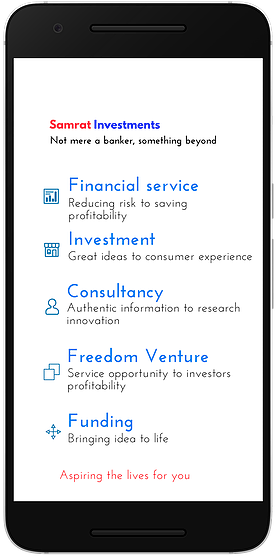 Samrat Investments
Not mere a banker, something beyond
Financial service
Reducing risk to saving
profitability
Investment
Great ideas to consumer experience
Consultancy
Authentic information to research
innovation
Freedom Venture
Service opportunity to investors
profitability
Funding
Bringing idea to life
Aspiring the lives for you